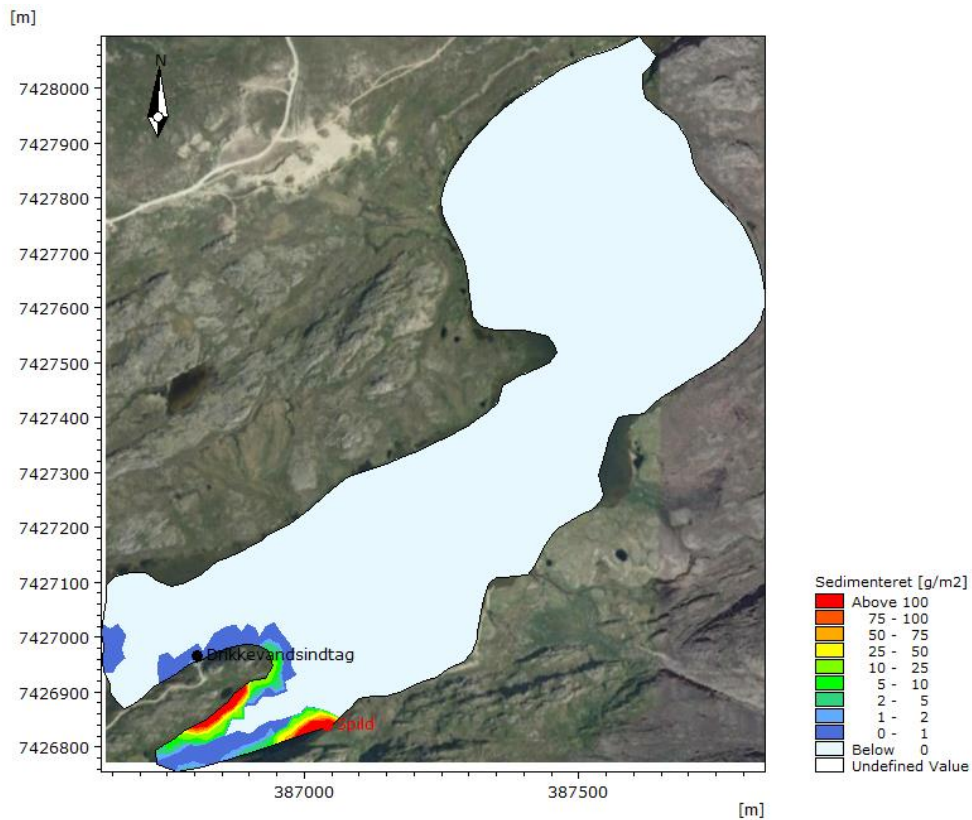 [m]
N
7428000
7427900
7427800
7427700
7427600
7427500
7427400
7427300
7427200
7427100
7427000
7426900
7426800
Drikkevandsindtag
Spild
387000
387500
[m]
Sedimenteret [g/m2]
Above 100
75 - 100
50 - 75
25 - 50
10 - 25
5 - 10
2 - 5
1 - 2
0 - 1
Below 0
Undefined Value